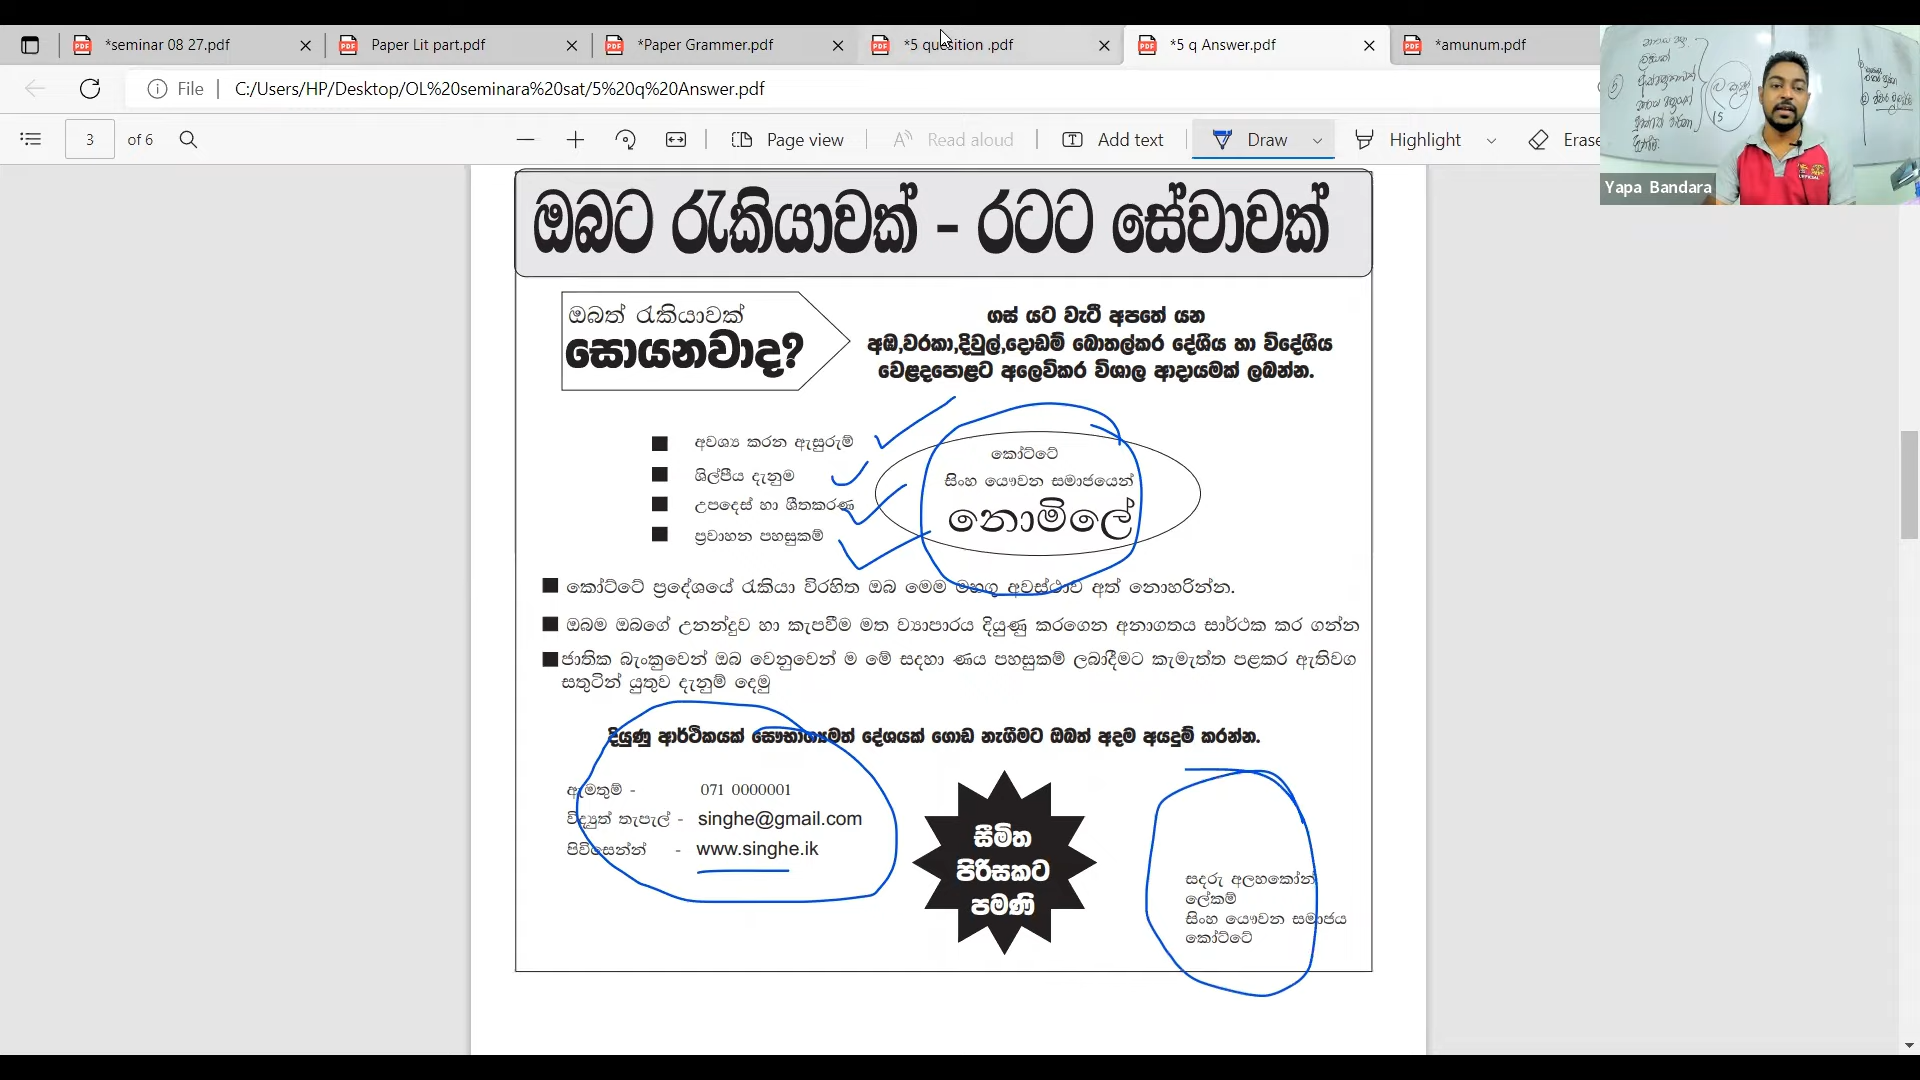 *seminar 08 27.pdf
Paper Lit part.pdf
*Paper Grammer.pdf
*5 quesition .pdf
*5 q Answer.pdf
*amunum.pdf
File
C:/Users/HP/Desktop/OL%20seminara%20sat/5%20q%20Answer.pdf
3 of 6
Page view
Read aloud
Add text
Draw
Highlight
Erase
Yapa Bandara
ඔබට රැකියාවක් - රටට සේවාවක්
ඔබත් රැකියාවක්
සොයනවාද?
ගස් යට වැටී අපතේ යන
අඹ,වරකා,දිවුල්,දොඩම් බොතල්කර දේශීය හා විදේශීය
වෙළදපොළට අලෙවිකර විශාල ආදායමක් ලබන්න.
අවශ්‍ය කරන ඇසුරුම්
ශිල්පීය දැනුම
උපදෙස් හා ශීතකරණ
ප්‍රවාහන පහසුකම්
කෝට්ටේ
සිංහ යෞවන සමාජයෙන්
නොමිලේ
කෝට්ටේ ප්‍රදේශයේ රැකියා විරහිත ඔබ මෙම මහගු අවස්ථාව අත් නොහරින්න.
ඔබම ඔබගේ උනන්දුව හා කැපවීම මත ව්‍යාපාරය දියුණු කරගෙන අනාගතය සාර්ථක කර ගන්න
ජාතික බැංකුවෙන් ඔබ වෙනුවෙන් ම මේ සදහා ණය පහසුකම් ලබාදීමට කැමැත්ත පළකර ඇතිවග
සතුටින් යුතුව දැනුම් දෙමු
දියුණු ආර්ථිකයක් සෞභාග්‍යමත් දේශයක් ගොඩ නැගීමට ඔබත් අදම අයදුම් කරන්න.
ඇමතුම් - 071 0000001
විද්‍යුත් තැපැල් - singhe@gmail.com
පිවිසෙන්න් - www.singhe.ik
සීමිත
පිරිසකට
පමණි
සදරු අලහකෝන්
ලේකම්
සිංහ යෞවන සමාජය
කෝට්ටේ